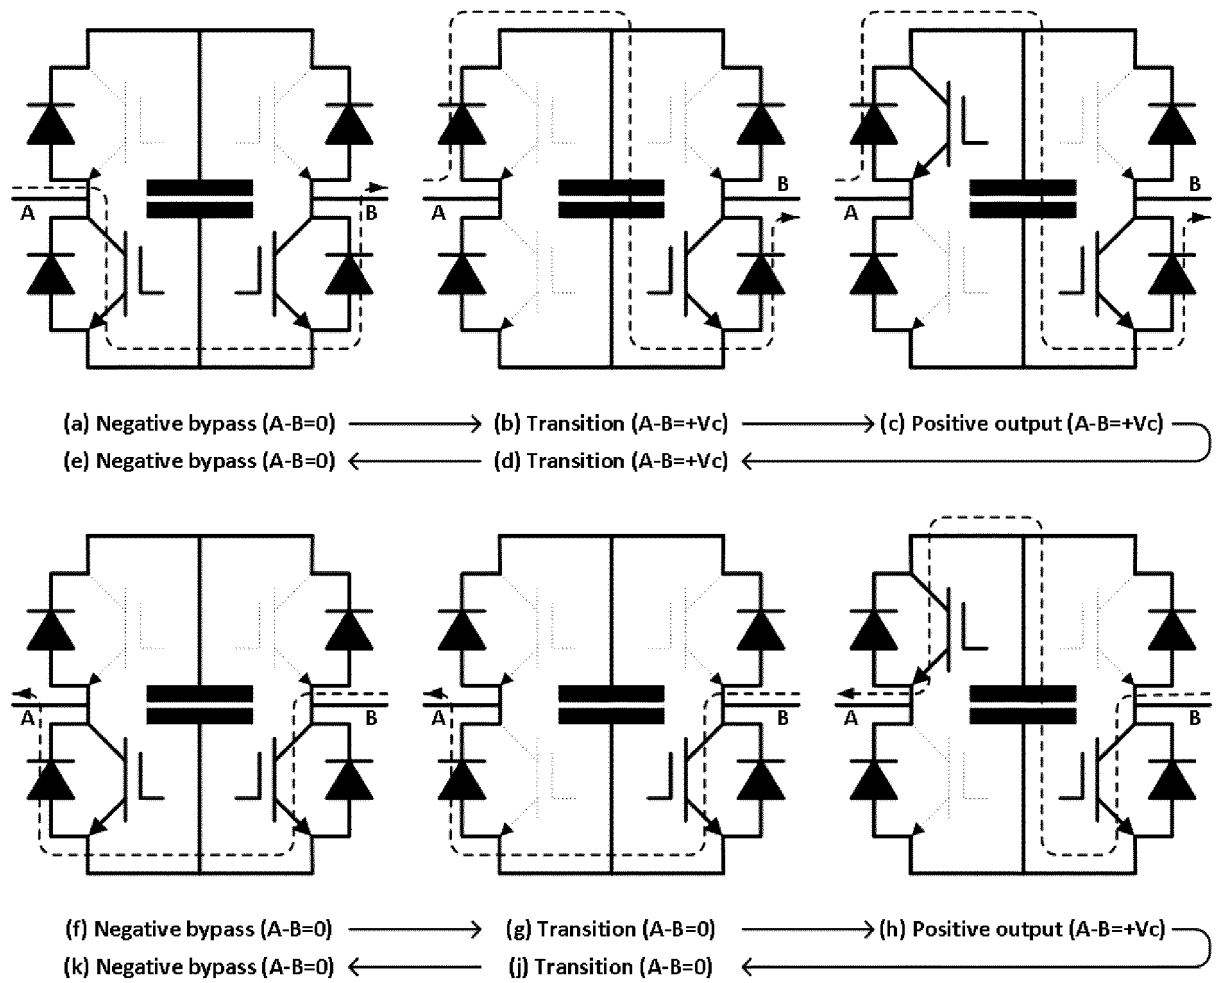 A
B
A
B
A
B
(a) Negative bypass (A-B=0)
(b) Transition (A-B=+Vc)
(c) Positive output (A-B=+Vc)
(e) Negative bypass (A-B=0)
(d) Transition (A-B=+Vc)
A
B
A
B
A
B
(f) Negative bypass (A-B=0)
(g) Transition (A-B=0)
(h) Positive output (A-B=+Vc)
(k) Negative bypass (A-B=0)
(j) Transition (A-B=0)